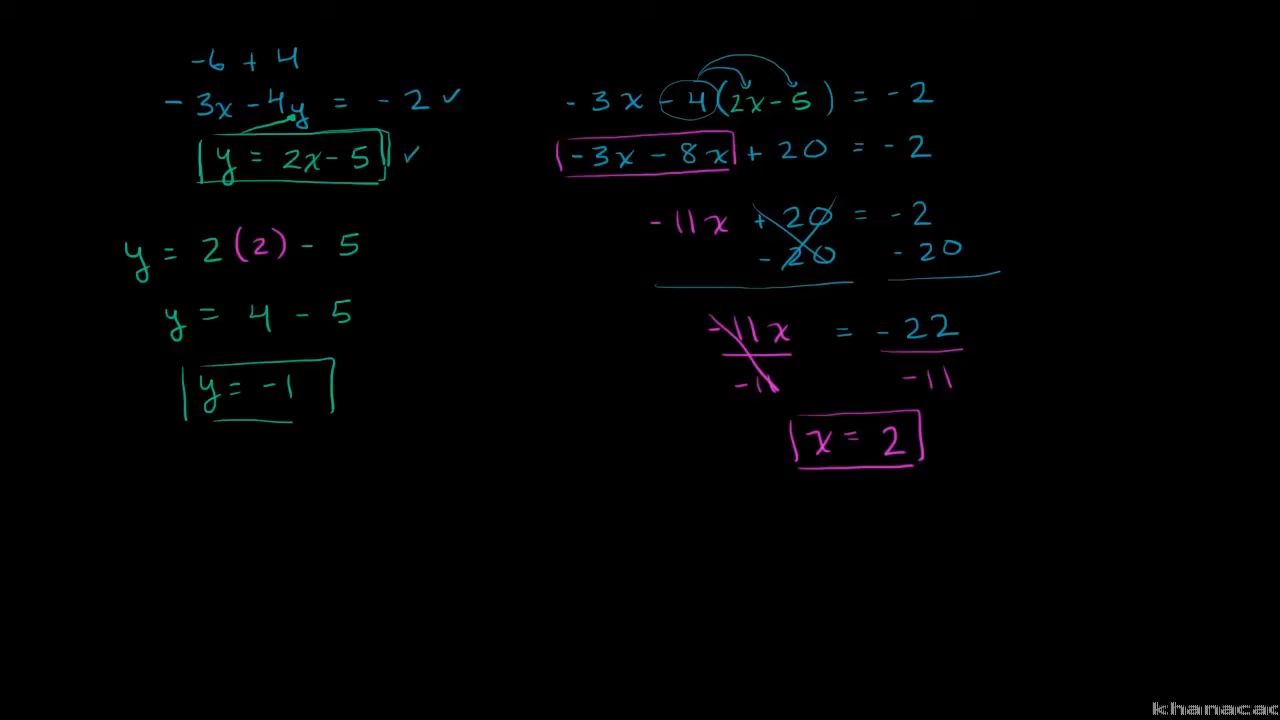 -6 + 4
-3x - 4y = -2 ✓
y = 2x - 5 ✓
y = 2(2) - 5
y = 4 - 5
y = -1
-3x - 4(2x - 5) = -2
-3x - 8x + 20 = -2
-11x + 20 = -2
-20 -20
-11x = -22
-11 -11
x = 2
khanacac